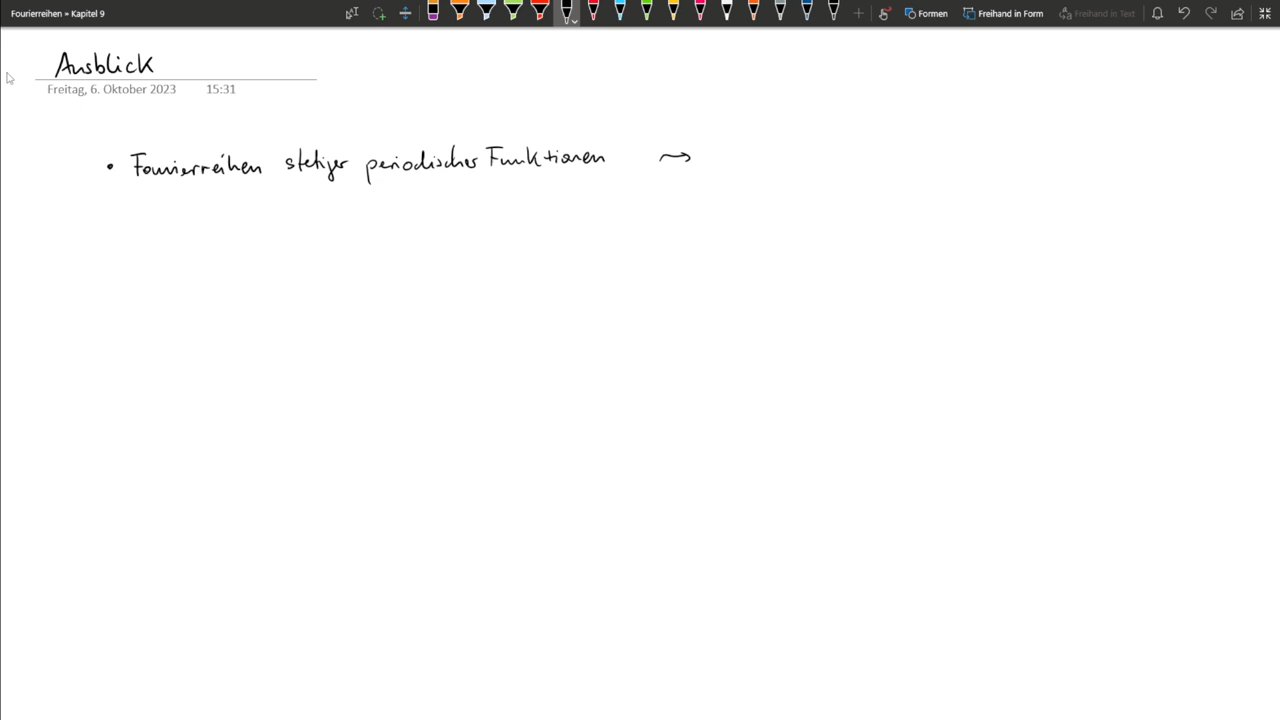 Fourierreihen » Kapitel 9
Formen
Freihand in Form
Freihand in Text
Ausblick
Freitag, 6. Oktober 2023 15:31
• Fourierreihen stetiger periodischer Funktionen ⇝